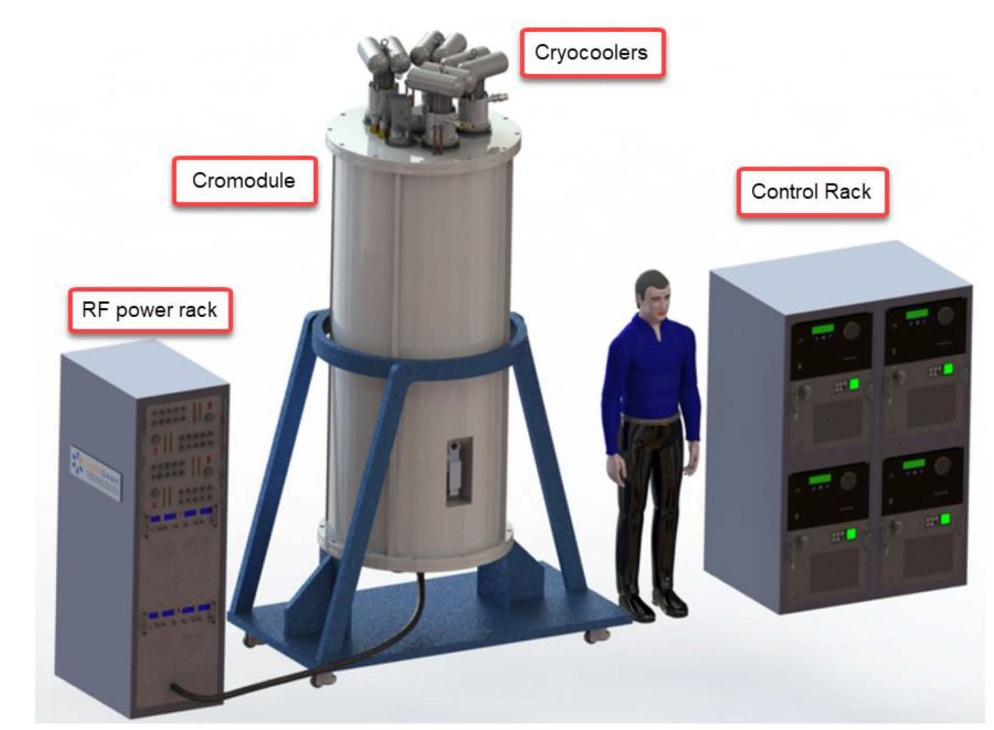 Cryocoolers
Cromodule
Control Rack
RF power rack